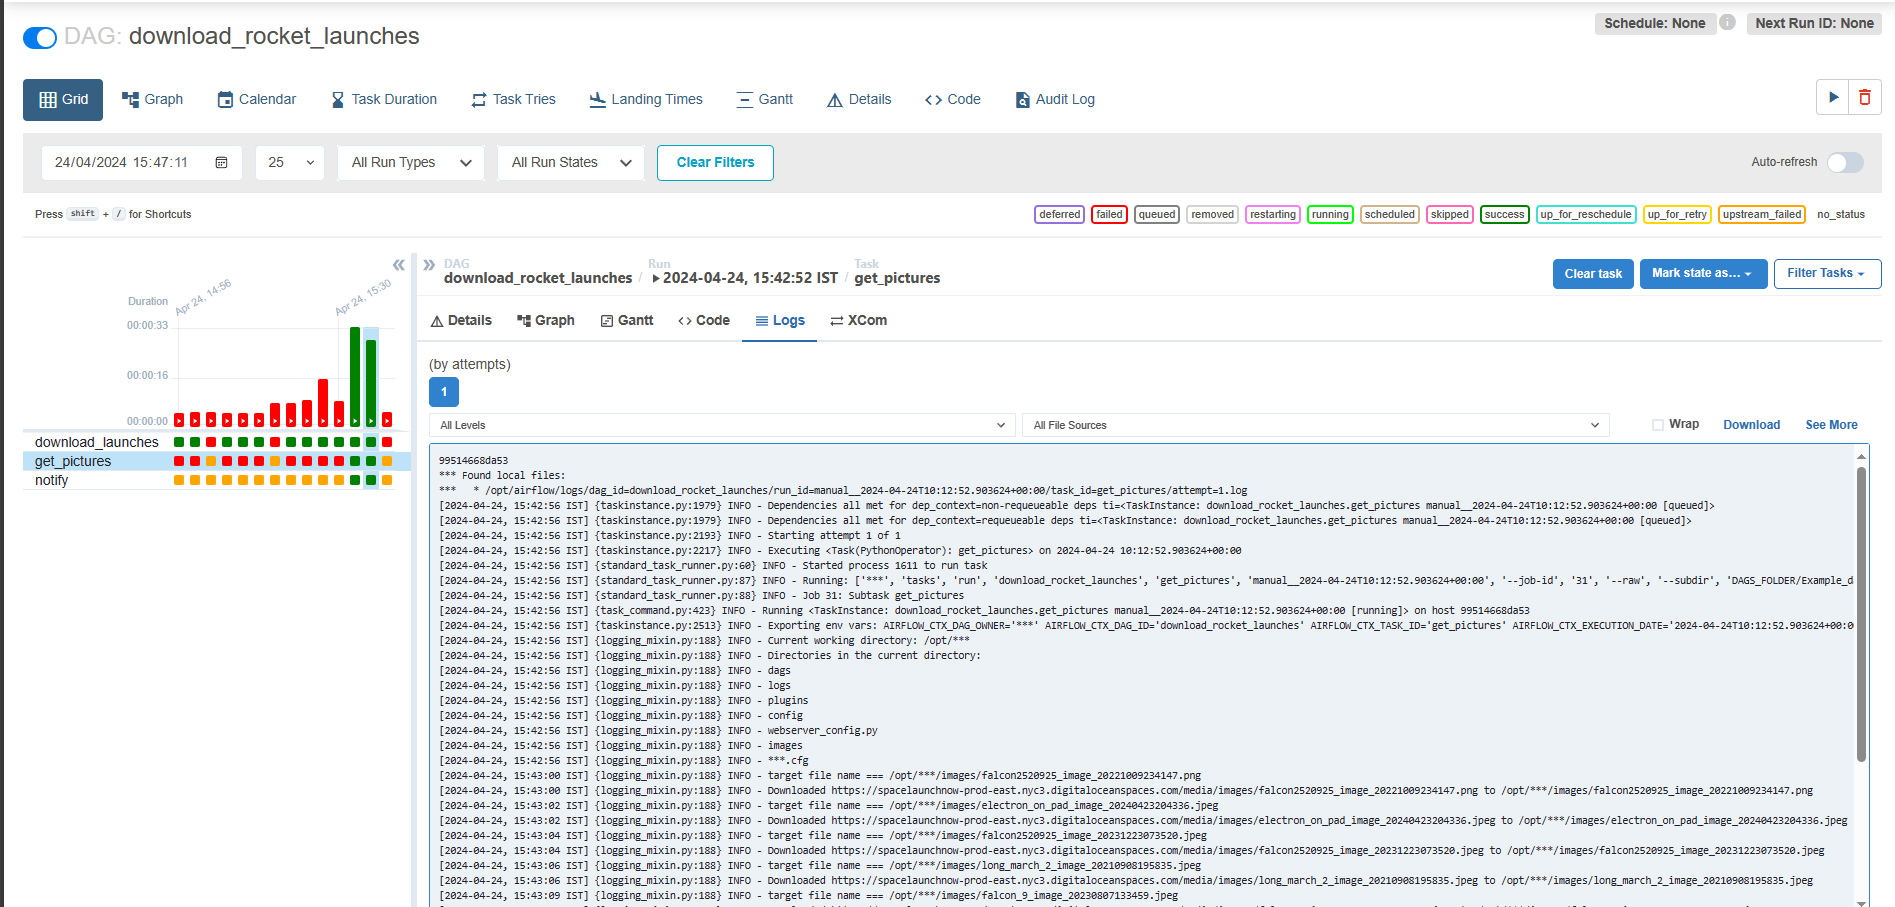 DAG: download_rocket_launches
Schedule: None
Next Run ID: None
Grid
Graph
Calendar
Task Duration
Task Tries
Landing Times
Gantt
Details
Code
Audit Log
24/04/2024 15:47:11
25
All Run Types
All Run States
Clear Filters
Auto-refresh
Press shift + / for Shortcuts
deferred
failed
queued
removed
restarting
running
scheduled
skipped
success
up_for_reschedule
up_for_retry
upstream_failed
no_status
Apr 24, 14:56
Apr 24, 15:30
Duration
00:00:33
00:00:16
00:00:00
download_launches
get_pictures
notify
DAG
download_rocket_launches
/
Run
2024-04-24, 15:42:52 IST
/
Task
get_pictures
Clear task
Mark state as...
Filter Tasks
Details
Graph
Gantt
Code
Logs
XCom
(by attempts)
1
All Levels
All File Sources
Wrap
Download
See More
99514668da53
*** Found local files:
***   * /opt/airflow/logs/dag_id=download_rocket_launches/run_id=manual__2024-04-24T10:12:52.903624+00:00/task_id=get_pictures/attempt=1.log
[2024-04-24, 15:42:56 IST] {taskinstance.py:1979} INFO - Dependencies all met for dep_context=non-requeueable deps ti=<TaskInstance: download_rocket_launches.get_pictures manual__2024-04-24T10:12:52.903624+00:00 [queued]>
[2024-04-24, 15:42:56 IST] {taskinstance.py:1979} INFO - Dependencies all met for dep_context=requeueable deps ti=<TaskInstance: download_rocket_launches.get_pictures manual__2024-04-24T10:12:52.903624+00:00 [queued]>
[2024-04-24, 15:42:56 IST] {taskinstance.py:2193} INFO - Starting attempt 1 of 1
[2024-04-24, 15:42:56 IST] {taskinstance.py:2217} INFO - Executing <Task(PythonOperator): get_pictures> on 2024-04-24 10:12:52.903624+00:00
[2024-04-24, 15:42:56 IST] {standard_task_runner.py:60} INFO - Started process 1611 to run task
[2024-04-24, 15:42:56 IST] {standard_task_runner.py:87} INFO - Running: ['***', 'tasks', 'run', 'download_rocket_launches', 'get_pictures', 'manual__2024-04-24T10:12:52.903624+00:00', '--job-id', '31', '--raw', '--subdir', 'DAGS_FOLDER/Example_d
[2024-04-24, 15:42:56 IST] {standard_task_runner.py:88} INFO - Job 31: Subtask get_pictures
[2024-04-24, 15:42:56 IST] {task_command.py:423} INFO - Running <TaskInstance: download_rocket_launches.get_pictures manual__2024-04-24T10:12:52.903624+00:00 [running]> on host 99514668da53
[2024-04-24, 15:42:56 IST] {taskinstance.py:2513} INFO - Exporting env vars: AIRFLOW_CTX_DAG_OWNER='***' AIRFLOW_CTX_DAG_ID='download_rocket_launches' AIRFLOW_CTX_TASK_ID='get_pictures' AIRFLOW_CTX_EXECUTION_DATE='2024-04-24T10:12:52.903624+00:0
[2024-04-24, 15:42:56 IST] {logging_mixin.py:188} INFO - Current working directory: /opt/***
[2024-04-24, 15:42:56 IST] {logging_mixin.py:188} INFO - Directories in the current directory:
[2024-04-24, 15:42:56 IST] {logging_mixin.py:188} INFO - dags
[2024-04-24, 15:42:56 IST] {logging_mixin.py:188} INFO - logs
[2024-04-24, 15:42:56 IST] {logging_mixin.py:188} INFO - plugins
[2024-04-24, 15:42:56 IST] {logging_mixin.py:188} INFO - config
[2024-04-24, 15:42:56 IST] {logging_mixin.py:188} INFO - webserver_config.py
[2024-04-24, 15:42:56 IST] {logging_mixin.py:188} INFO - images
[2024-04-24, 15:42:56 IST] {logging_mixin.py:188} INFO - ***.cfg
[2024-04-24, 15:43:00 IST] {logging_mixin.py:188} INFO - target file name === /opt/***/images/falcon2520925_image_20221009234147.png
[2024-04-24, 15:43:00 IST] {logging_mixin.py:188} INFO - Downloaded https://spacelaunchnow-prod-east.nyc3.digitaloceanspaces.com/media/images/falcon2520925_image_20221009234147.png to /opt/***/images/falcon2520925_image_20221009234147.png
[2024-04-24, 15:43:02 IST] {logging_mixin.py:188} INFO - target file name === /opt/***/images/electron_on_pad_image_20240423204336.jpeg
[2024-04-24, 15:43:02 IST] {logging_mixin.py:188} INFO - Downloaded https://spacelaunchnow-prod-east.nyc3.digitaloceanspaces.com/media/images/electron_on_pad_image_20240423204336.jpeg to /opt/***/images/electron_on_pad_image_20240423204336.jpeg
[2024-04-24, 15:43:04 IST] {logging_mixin.py:188} INFO - target file name === /opt/***/images/falcon2520925_image_20231223073520.jpeg
[2024-04-24, 15:43:04 IST] {logging_mixin.py:188} INFO - Downloaded https://spacelaunchnow-prod-east.nyc3.digitaloceanspaces.com/media/images/falcon2520925_image_20231223073520.jpeg to /opt/***/images/falcon2520925_image_20231223073520.jpeg
[2024-04-24, 15:43:06 IST] {logging_mixin.py:188} INFO - target file name === /opt/***/images/long_march_2_image_20210908195835.jpeg
[2024-04-24, 15:43:06 IST] {logging_mixin.py:188} INFO - Downloaded https://spacelaunchnow-prod-east.nyc3.digitaloceanspaces.com/media/images/long_march_2_image_20210908195835.jpeg to /opt/***/images/long_march_2_image_20210908195835.jpeg
[2024-04-24, 15:43:09 IST] {logging_mixin.py:188} INFO - target file name === /opt/***/images/falcon_9_image_20230807133459.jpeg